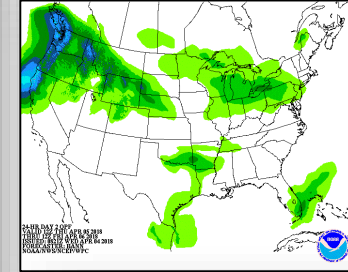 24-HR DAY 2 QPF
VALID 12Z THU APR 05 2018
THRU 12Z FRI APR 06 2018
ISSUED: 0821Z WED APR 04 2018
FORECASTER: BANN
NOAA/NWS/NCEP/WPC